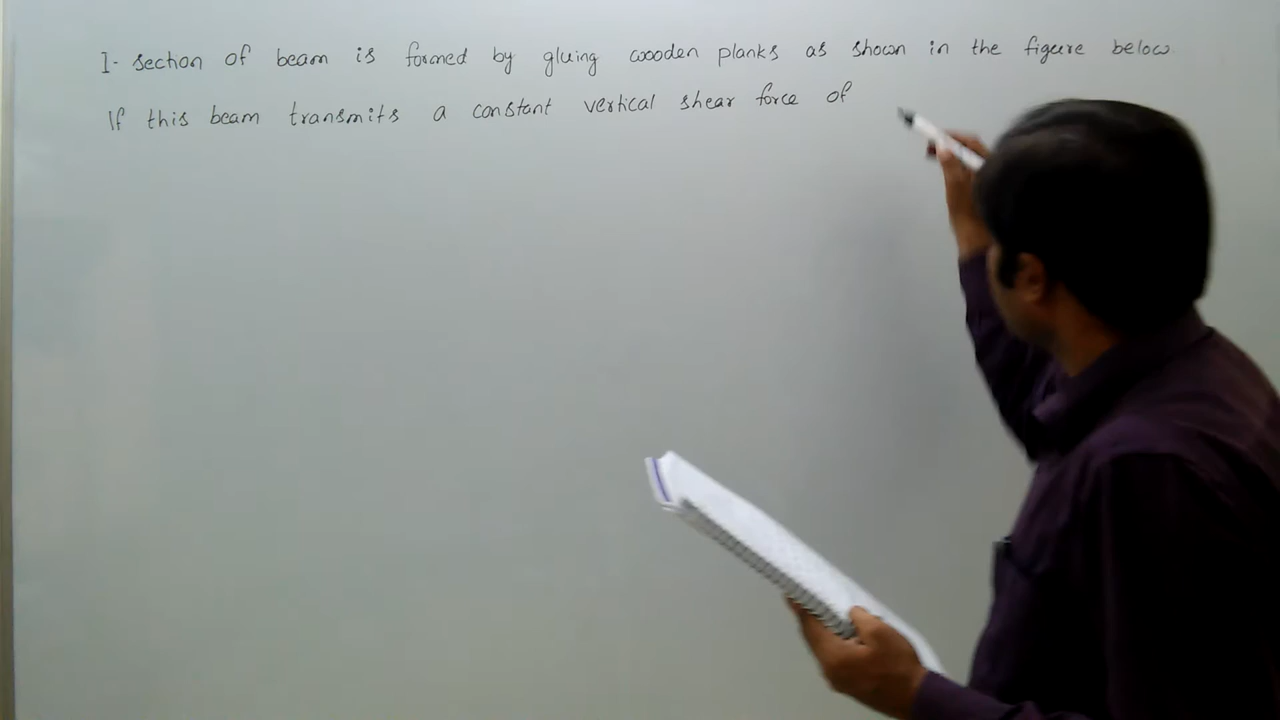 I- section of beam is formed by gluing wooden planks as shown in the figure below
If this beam transmits a constant vertical shear force of